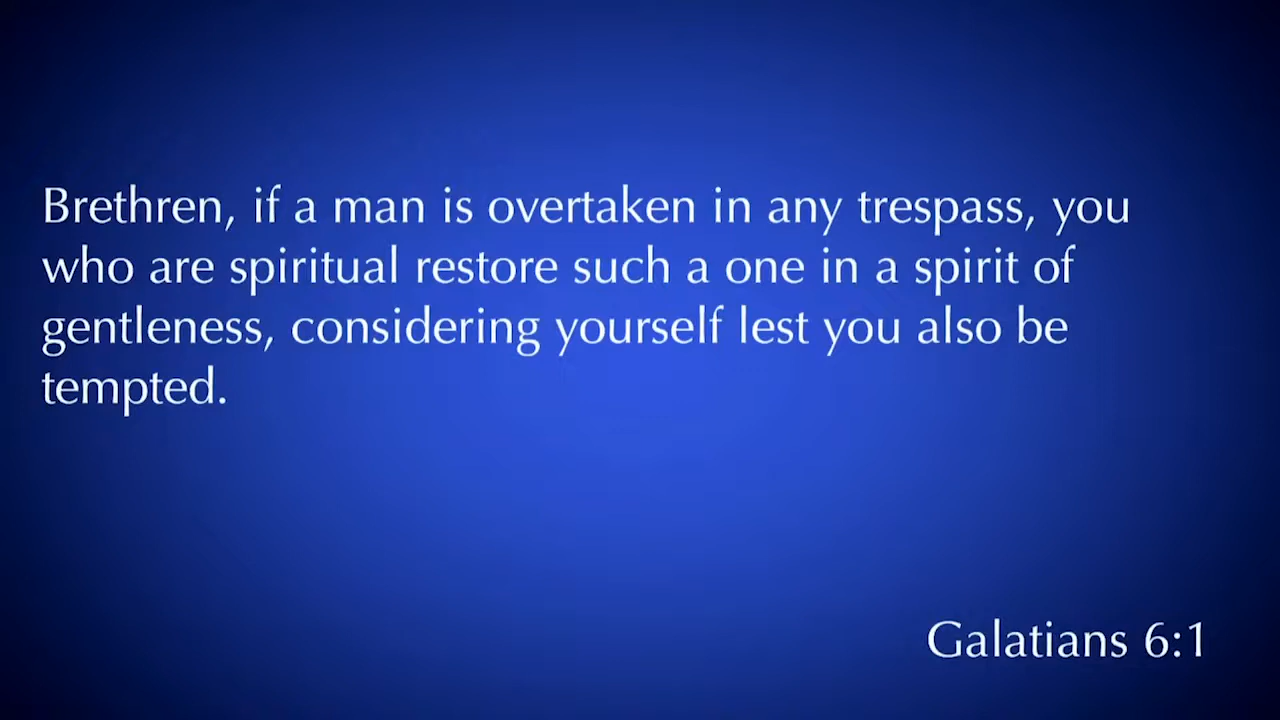 Brethren, if a man is overtaken in any trespass, you
who are spiritual restore such a one in a spirit of
gentleness, considering yourself lest you also be
tempted.
Galatians 6:1